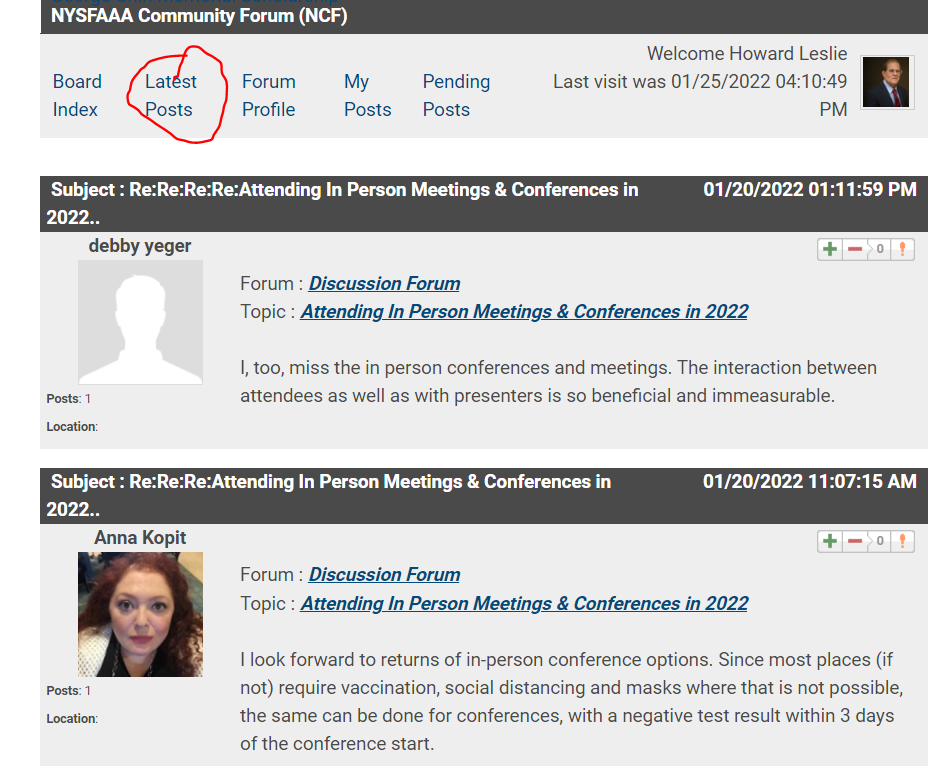 NYSFAAA Community Forum (NCF)
Welcome Howard Leslie
Last visit was 01/25/2022 04:10:49
PM
Board Index
Latest Posts
Forum Profile
My Posts
Pending Posts
Subject : Re:Re:Re:Re:Attending In Person Meetings & Conferences in 01/20/2022 01:11:59 PM
2022..
debby yeger
0
Forum : Discussion Forum
Topic : Attending In Person Meetings & Conferences in 2022
I, too, miss the in person conferences and meetings. The interaction between
attendees as well as with presenters is so beneficial and immeasurable.
Posts: 1
Location:
Subject : Re:Re:Re:Attending In Person Meetings & Conferences in 01/20/2022 11:07:15 AM
2022..
Anna Kopit
0
Forum : Discussion Forum
Topic : Attending In Person Meetings & Conferences in 2022
I look forward to returns of in-person conference options. Since most places (if
not) require vaccination, social distancing and masks where that is not possible,
the same can be done for conferences, with a negative test result within 3 days
of the conference start.
Posts: 1
Location: